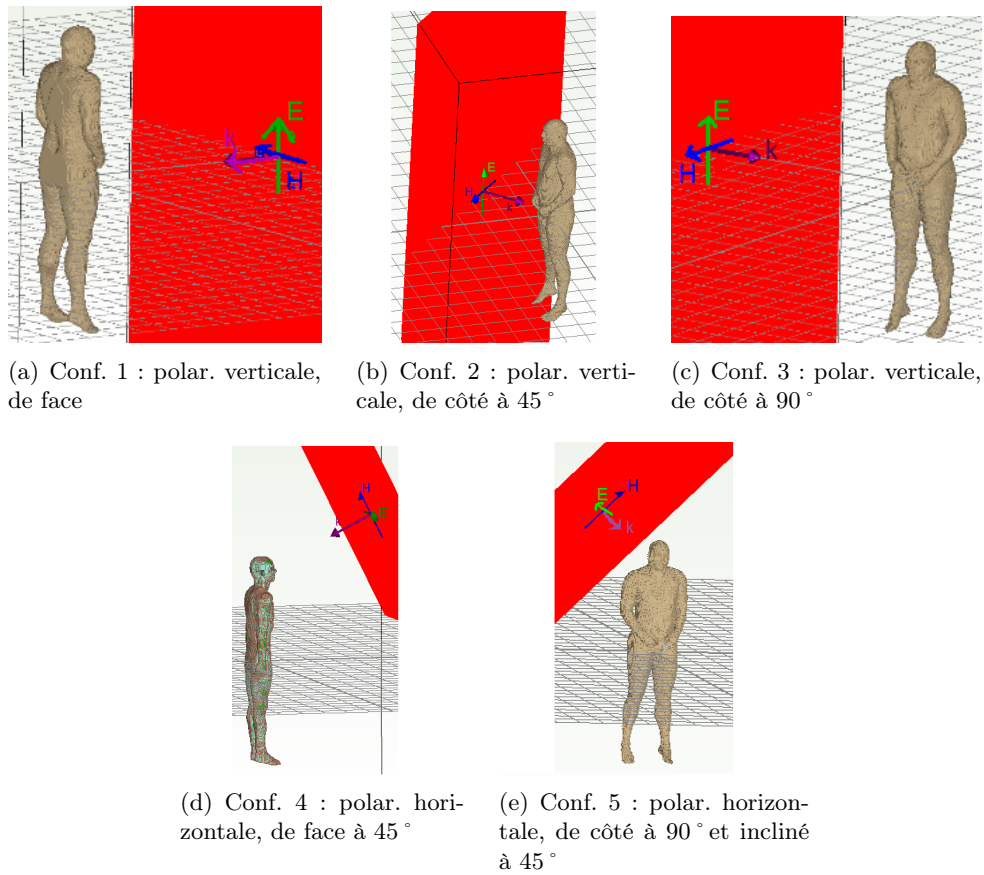 E
k
H
(a) Conf. 1 : polar. verticale,
de face
E
H
k
(b) Conf. 2 : polar. verti-
cale, de côté à 45°
E
H
k
(c) Conf. 3 : polar. verticale,
de côté à 90°
H
E
(d) Conf. 4 : polar. hori-
zontale, de face à 45°
E
H
k
(e) Conf. 5 : polar. horizon-
tale, de côté à 90° et incliné
à 45°